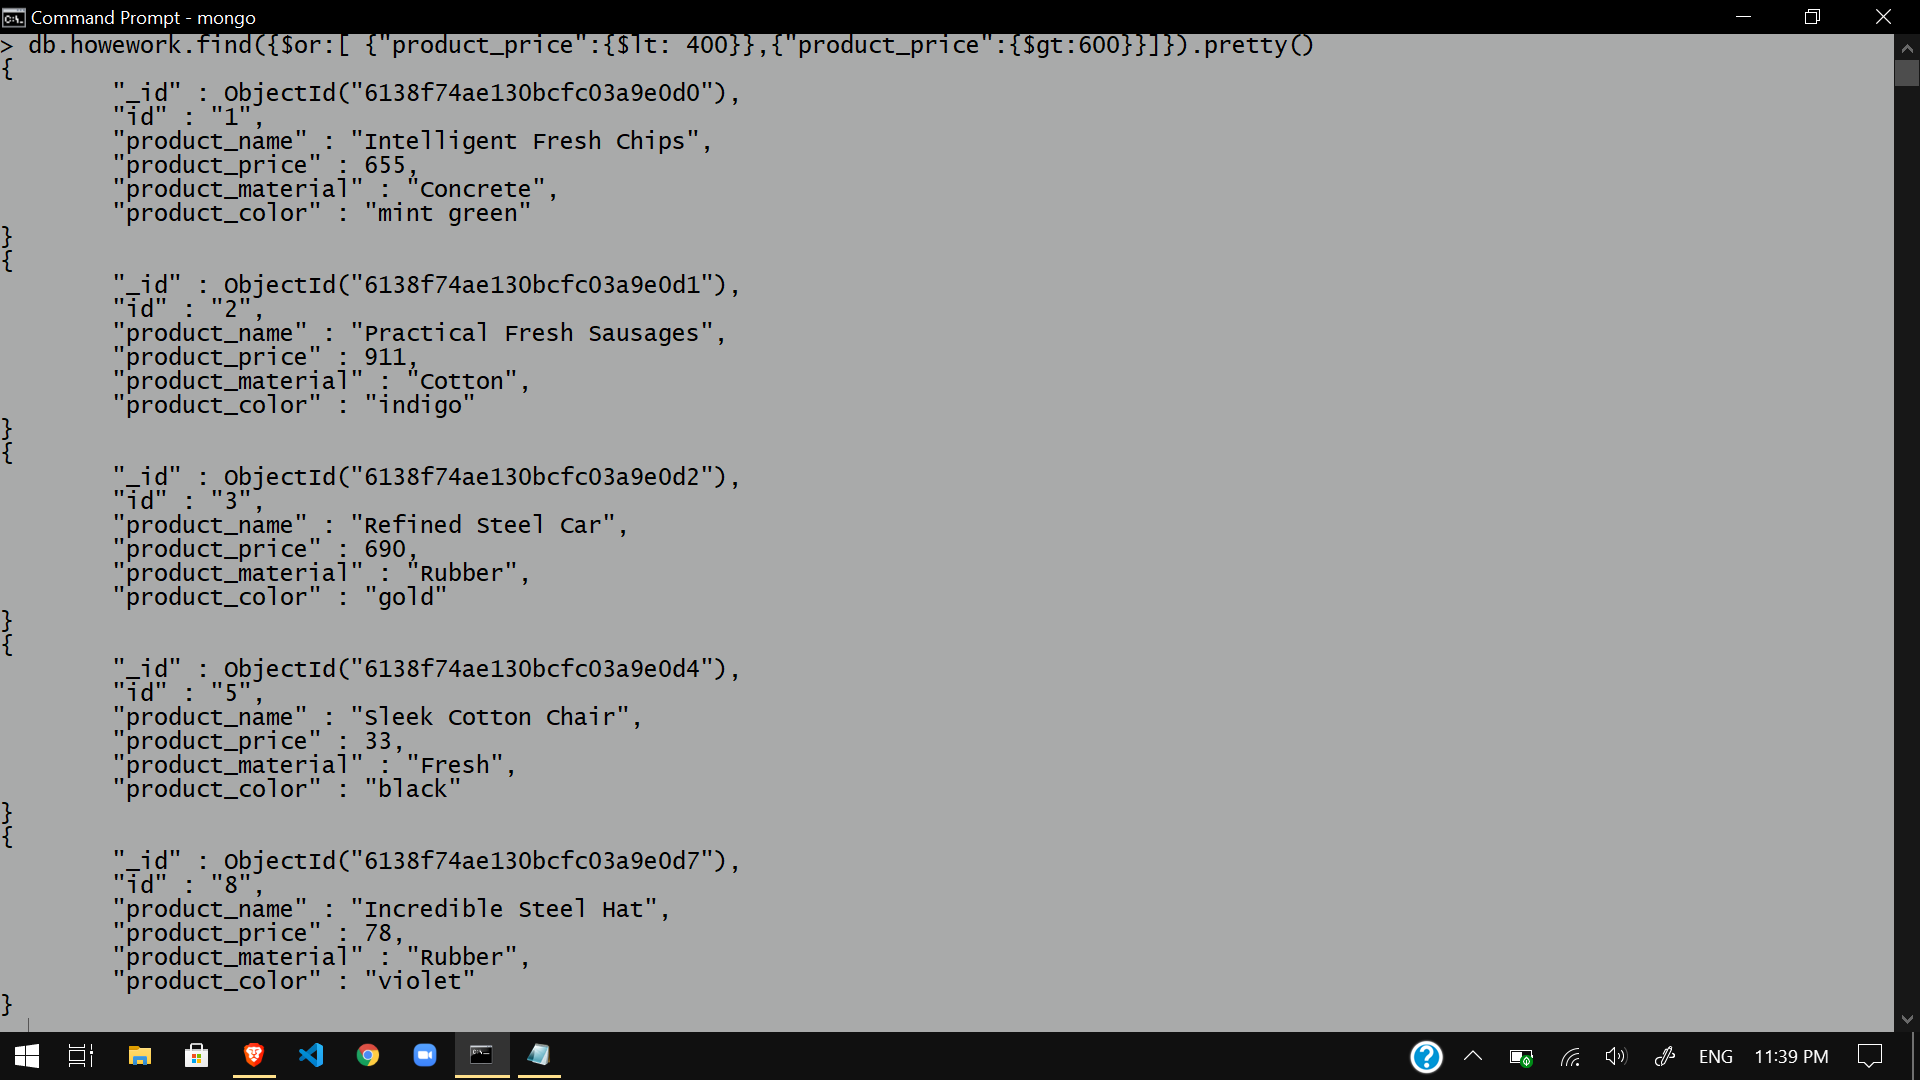 Command Prompt - mongo
> db.howework.find({$or:[ {"product_price":{$lt: 400}},{"product_price":{$gt:600}}]}).pretty()
{
        "_id" : ObjectId("6138f74ae130bcfc03a9e0d0"),
        "id" : "1",
        "product_name" : "Intelligent Fresh Chips",
        "product_price" : 655,
        "product_material" : "Concrete",
        "product_color" : "mint green"
}
{
        "_id" : ObjectId("6138f74ae130bcfc03a9e0d1"),
        "id" : "2",
        "product_name" : "Practical Fresh Sausages",
        "product_price" : 911,
        "product_material" : "Cotton",
        "product_color" : "indigo"
}
{
        "_id" : ObjectId("6138f74ae130bcfc03a9e0d2"),
        "id" : "3",
        "product_name" : "Refined Steel Car",
        "product_price" : 690,
        "product_material" : "Rubber",
        "product_color" : "gold"
}
{
        "_id" : ObjectId("6138f74ae130bcfc03a9e0d4"),
        "id" : "5",
        "product_name" : "Sleek Cotton Chair",
        "product_price" : 33,
        "product_material" : "Fresh",
        "product_color" : "black"
}
{
        "_id" : ObjectId("6138f74ae130bcfc03a9e0d7"),
        "id" : "8",
        "product_name" : "Incredible Steel Hat",
        "product_price" : 78,
        "product_material" : "Rubber",
        "product_color" : "violet"
}
ENG 11:39 PM